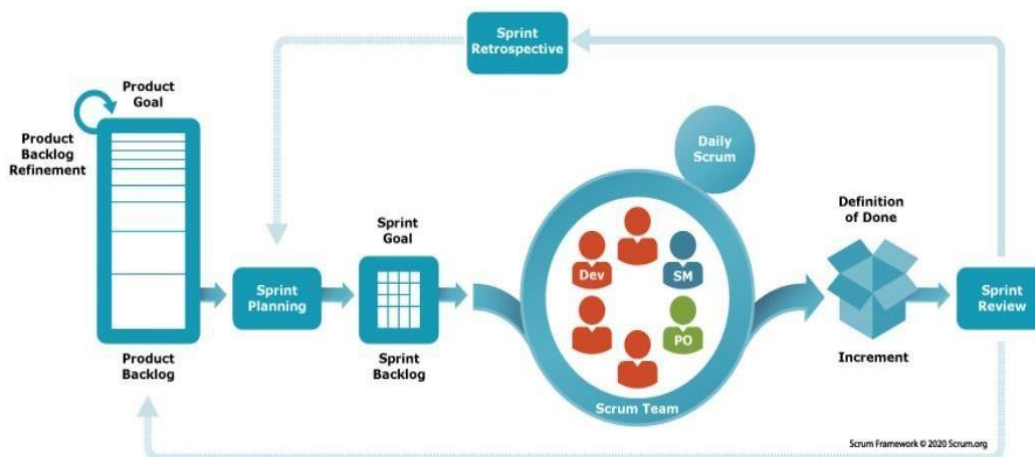 Sprint
Retrospective
Product
Goal
Product
Backlog
Refinement
Daily
Scrum
Definition
of Done
Sprint
Goal
Dev
SM
Sprint
Planning
Sprint
Review
PO
Product
Backlog
Sprint
Backlog
Increment
Scrum Team
Scrum Framework © 2020 Scrum.org